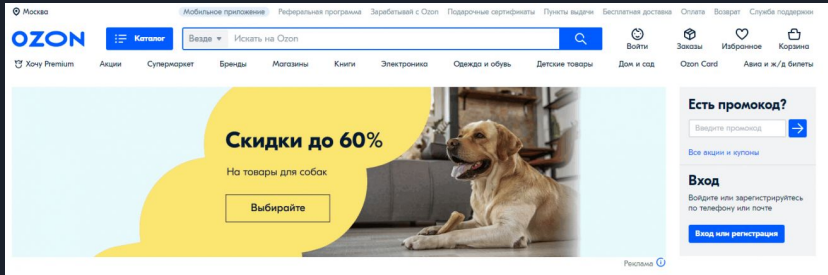 Москва Мобильное приложение Реферальная программа Зарабатывай с Ozon Подарочные сертификаты Пункты выдачи Бесплатная доставка Оплата Возврат Служба поддержки
OZON Каталог Везде Искать на Ozon Войти Заказы Избранное Корзина
Хочу Premium Акции Супермаркет Бренды Магазины Книги Электроника Одежда и обувь Детские товары Дом и сад Ozon Card Авиа и ж/д билеты
Скидки до 60%
На товары для собак
Выбирайте
Есть промокод?
Введите промокод
Все акции и купоны
Вход
Войдите или зарегистрируйтесь
по телефону или почте
Вход или регистрация
Реклама